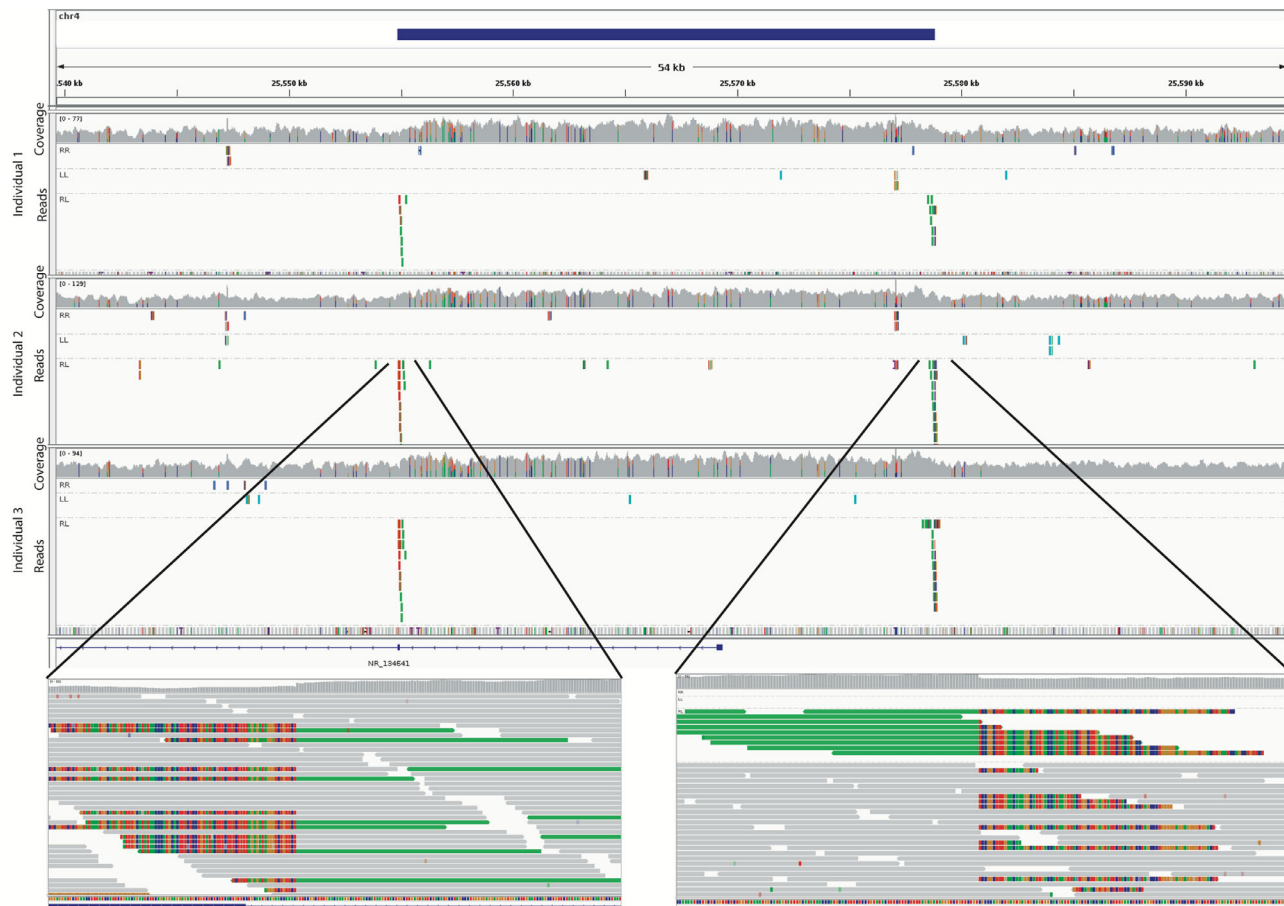 chr4
54 kb
,540 kb 25,550 kb 25,560 kb 25,570 kb 25,580 kb 25,590 kb
Individual 1
Coverage
[0 - 77]
Reads
RR
LL
RL
Individual 2
Coverage
[0 - 129]
Reads
RR
LL
RL
Individual 3
Coverage
[0 - 94]
Reads
RR
LL
RL
NR_134641
RL